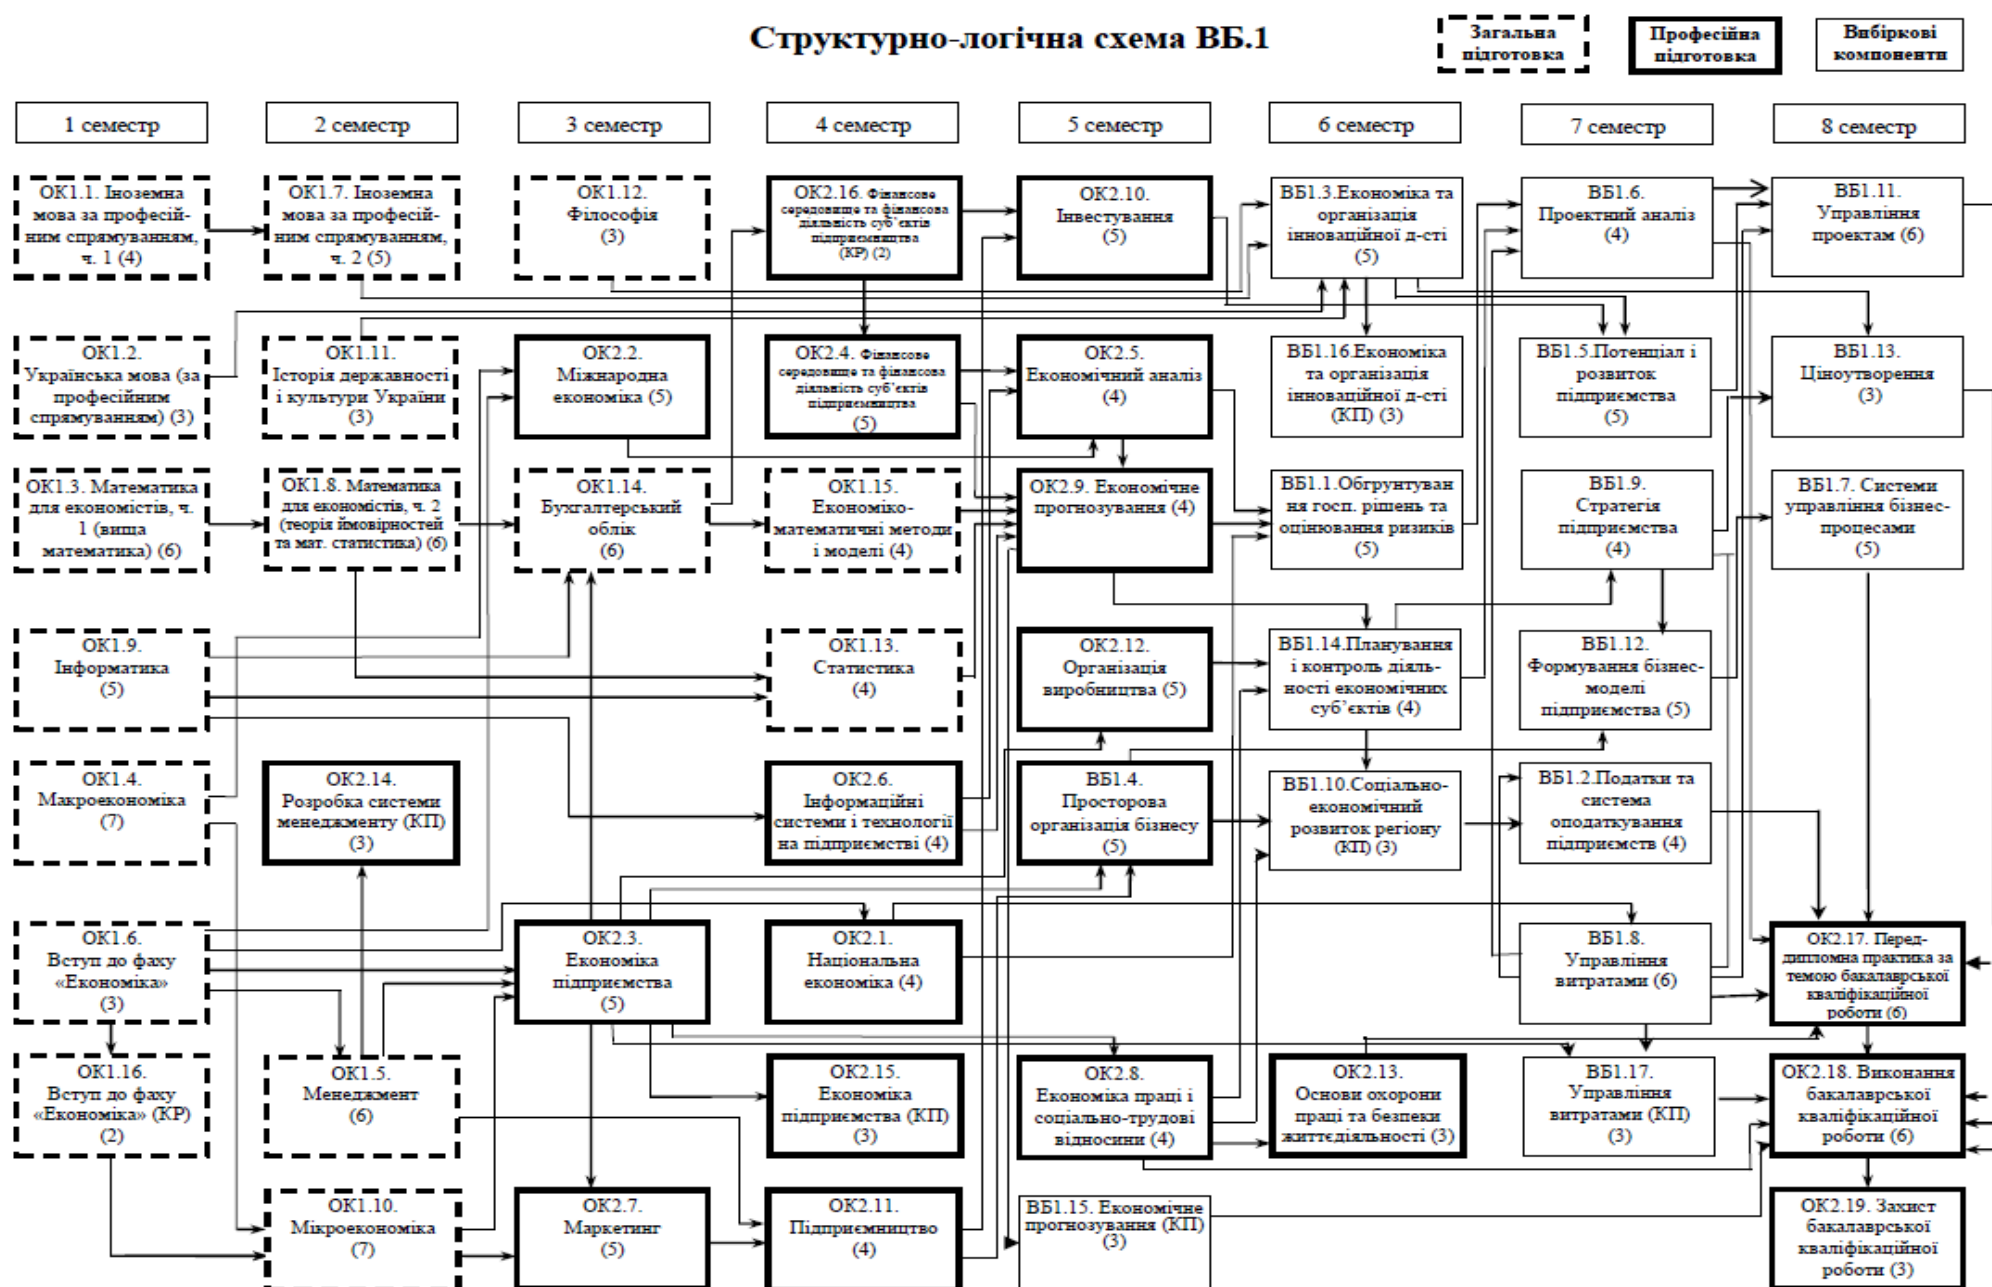 Структурно-логічна схема ВБ.1
Загальна
підготовка
Професійна
підготовка
Вибіркові
компоненти
1 семестр
2 семестр
3 семестр
4 семестр
5 семестр
6 семестр
7 семестр
8 семестр
ОК1.1. Іноземна
мова за професій-
ним спрямуванням,
ч. 1 (4)
ОК1.7. Іноземна
мова за професій-
ним спрямуванням,
ч. 2 (5)
ОК1.12.
Філософія
(3)
ОК2.16. Фінансове
середовище та фінансова
діяльність суб’єктів
підприємництва
(КР) (2)
ОК2.10.
Інвестування
(5)
ВБ1.3.Економіка та
організація
інноваційної д-сті
(5)
ВБ1.6.
Проектний аналіз
(4)
ВБ1.11.
Управління
проектам (6)
ОК1.2.
Українська мова (за
професійним
спрямуванням) (3)
ОК1.11.
Історія державності
і культури України
(3)
ОК2.2.
Міжнародна
економіка (5)
ОК2.4. Фінансове
середовище та фінансова
діяльність суб’єктів
підприємництва
(5)
ОК2.5.
Економічний аналіз
(4)
ВБ1.16.Економіка
та організація
інноваційної д-сті
(КП) (3)
ВБ1.5.Потенціал і
розвиток
підприємства
(5)
ВБ1.13.
Ціноутворення
(3)
ОК1.3. Математика
для економістів, ч.
1 (вища
математика) (6)
ОК1.8. Математика
для економістів, ч. 2
(теорія ймовірностей
та мат. статистика) (6)
ОК1.14.
Бухгалтерський
облік
(6)
ОК1.15.
Економіко-
математичні методи
і моделі (4)
ОК2.9. Економічне
прогнозування (4)
ВБ1.1.Обгрунтуван
ня госп. рішень та
оцінювання ризиків
(5)
ВБ1.9.
Стратегія
підприємства
(4)
ВБ1.7. Системи
управління бізнес-
процесами
(5)
ОК1.9.
Інформатика
(5)
ОК1.13.
Статистика
(4)
ОК2.12.
Організація
виробництва (5)
ВБ1.14.Планування
і контроль діяль-
ності економічних
суб’єктів (4)
ВБ1.12.
Формування бізнес-
моделі
підприємства (5)
ОК1.4.
Макроекономіка
(7)
ОК2.14.
Розробка системи
менеджменту (КП)
(3)
ОК2.6.
Інформаційні
системи і технології
на підприємстві (4)
ВБ1.4.
Просторова
організація бізнесу
(5)
ВБ1.10.Соціально-
економічний
розвиток регіону
(КП) (3)
ВБ1.2.Податки та
система
оподаткування
підприємств (4)
ОК1.6.
Вступ до фаху
«Економіка»
(3)
ОК2.3.
Економіка
підприємства
(5)
ОК2.1.
Національна
економіка (4)
ВБ1.8.
Управління
витратами (6)
ОК2.17. Перед-
дипломна практика за
темою бакалаврської
кваліфікаційної
роботи (6)
ОК1.16.
Вступ до фаху
«Економіка» (КР)
(2)
ОК1.5.
Менеджмент
(6)
ОК2.15.
Економіка
підприємства (КП)
(3)
ОК2.8.
Економіка праці і
соціально-трудові
відносини (4)
ОК2.13.
Основи охорони
праці та безпеки
життєдіяльності (3)
ВБ1.17.
Управління
витратами (КП)
(3)
ОК2.18. Виконання
бакалаврської
кваліфікаційної
роботи (6)
ОК1.10.
Мікроекономіка
(7)
ОК2.7.
Маркетинг
(5)
ОК2.11.
Підприємництво
(4)
ВБ1.15. Економічне
прогнозування (КП)
(3)
ОК2.19. Захист
бакалаврської
кваліфікаційної
роботи (3)